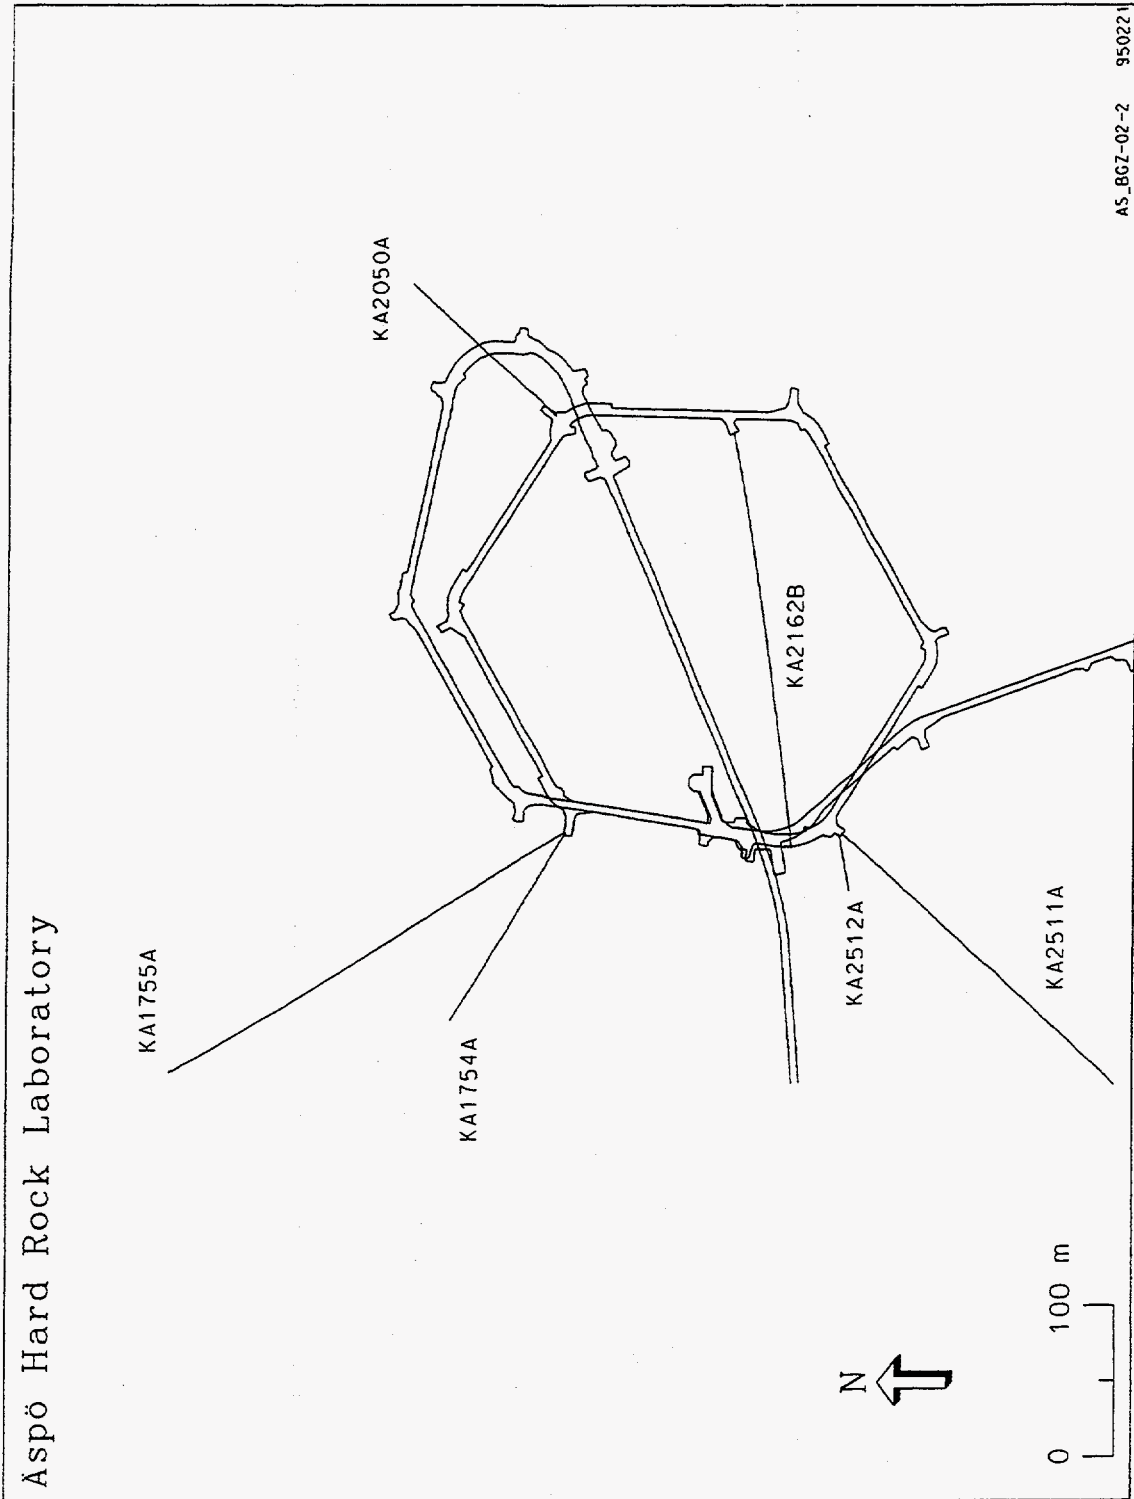 Äspö Hard Rock Laboratory
KA1755A
KA1754A
KA2050A
KA2162B
KA2512A
KA2511A
N
0 100 m
AS_BGZ-02-2 950221